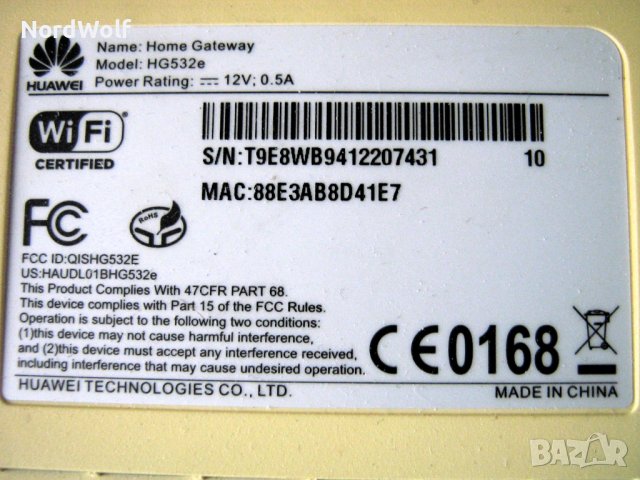 NordWolf
Name: Home Gateway
Model: HG532e
Power Rating: ⎓ 12V; 0.5A
HUAWEI
Wi Fi
CERTIFIED
S/N:T9E8WB9412207431 10
MAC:88E3AB8D41E7
FC
RoHS
FCC ID:QISHG532E
US:HAUDL01BHG532e
This Product Complies With 47CFR PART 68.
This device complies with Part 15 of the FCC Rules.
Operation is subject to the following two conditions:
(1)this device may not cause harmful interference,
and (2)this device must accept any interference received,
including interference that may cause undesired operation.
CE0168
HUAWEI TECHNOLOGIES CO., LTD. MADE IN CHINA
BAZAR